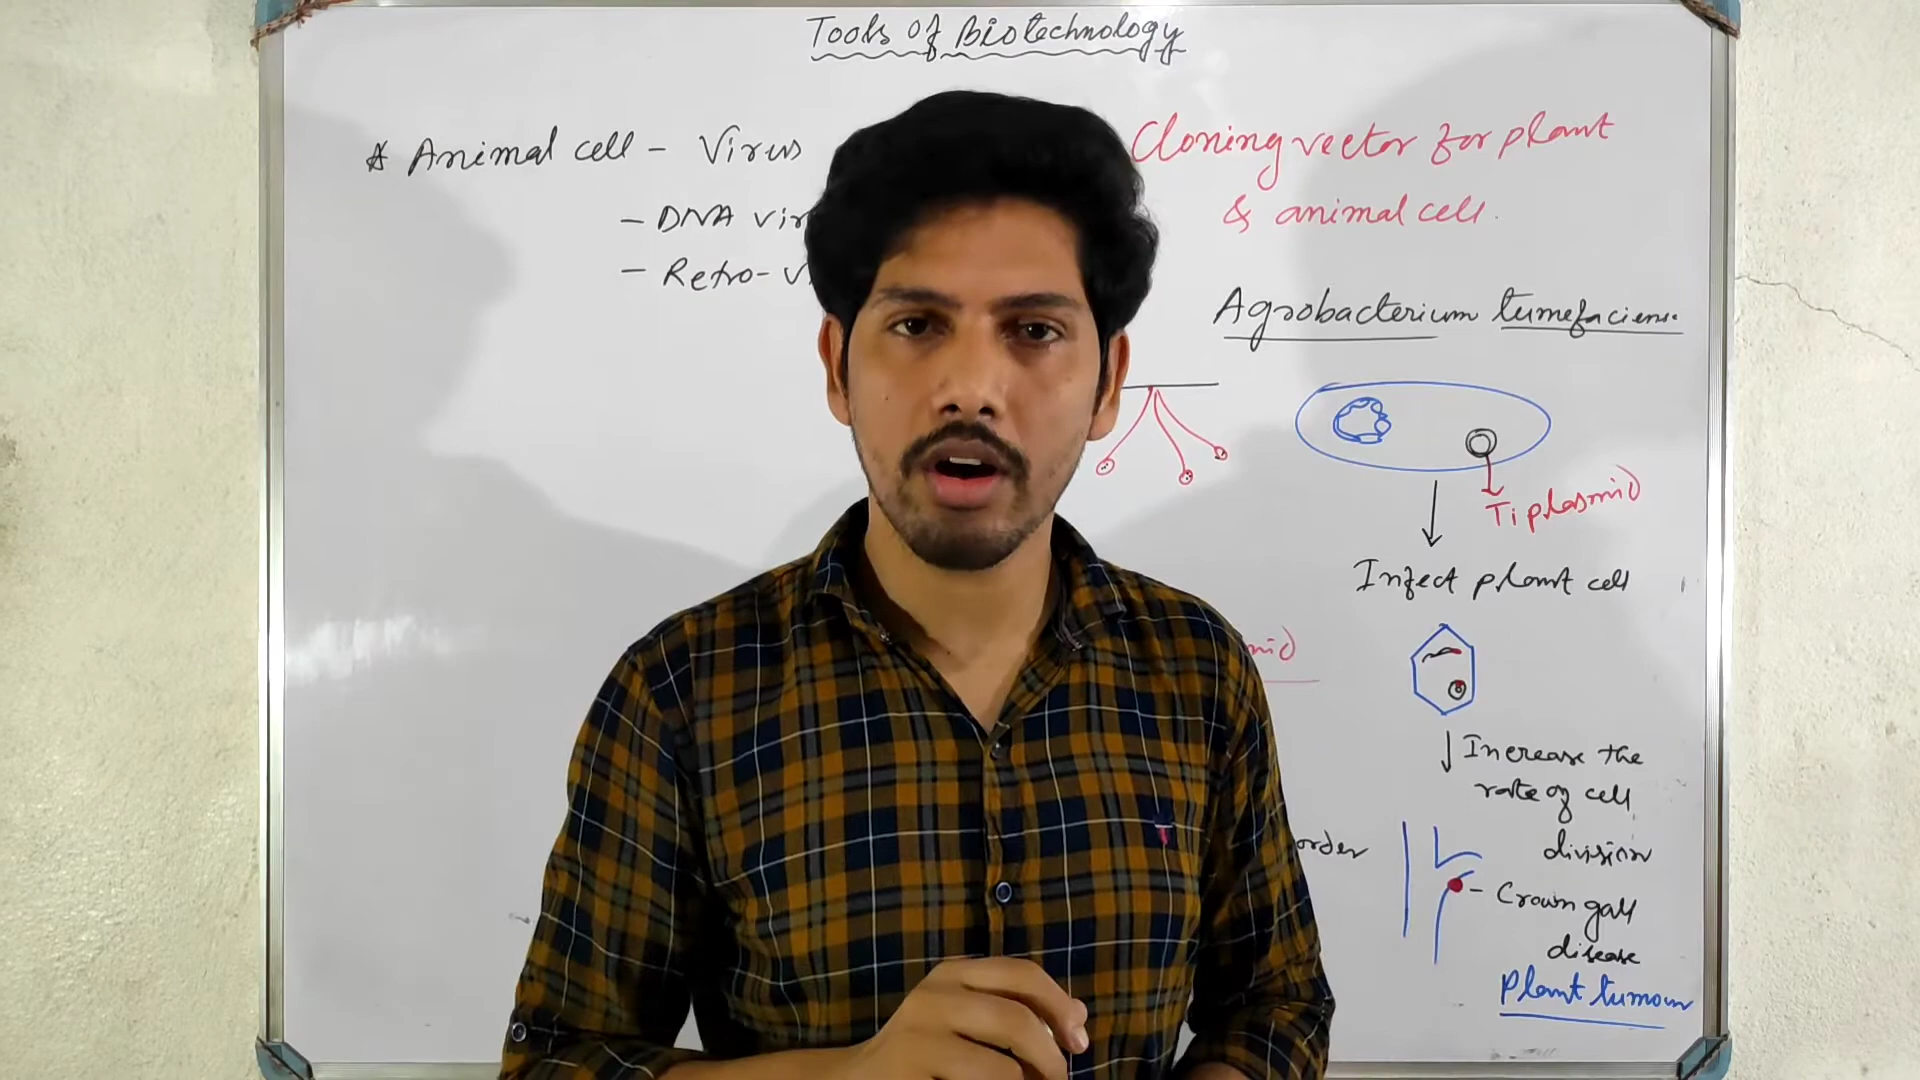 Tools Of Biotechnology
Animal cell - Virus
- DNA vir
- Retro- v
Cloning vector for plant
& animal cell.
Agrobacterium tumefaciens
Ti plasmid
Infect plant cell
mid
Increase the
rate of cell
division
order
- Crown gall
disease
Plant tumour